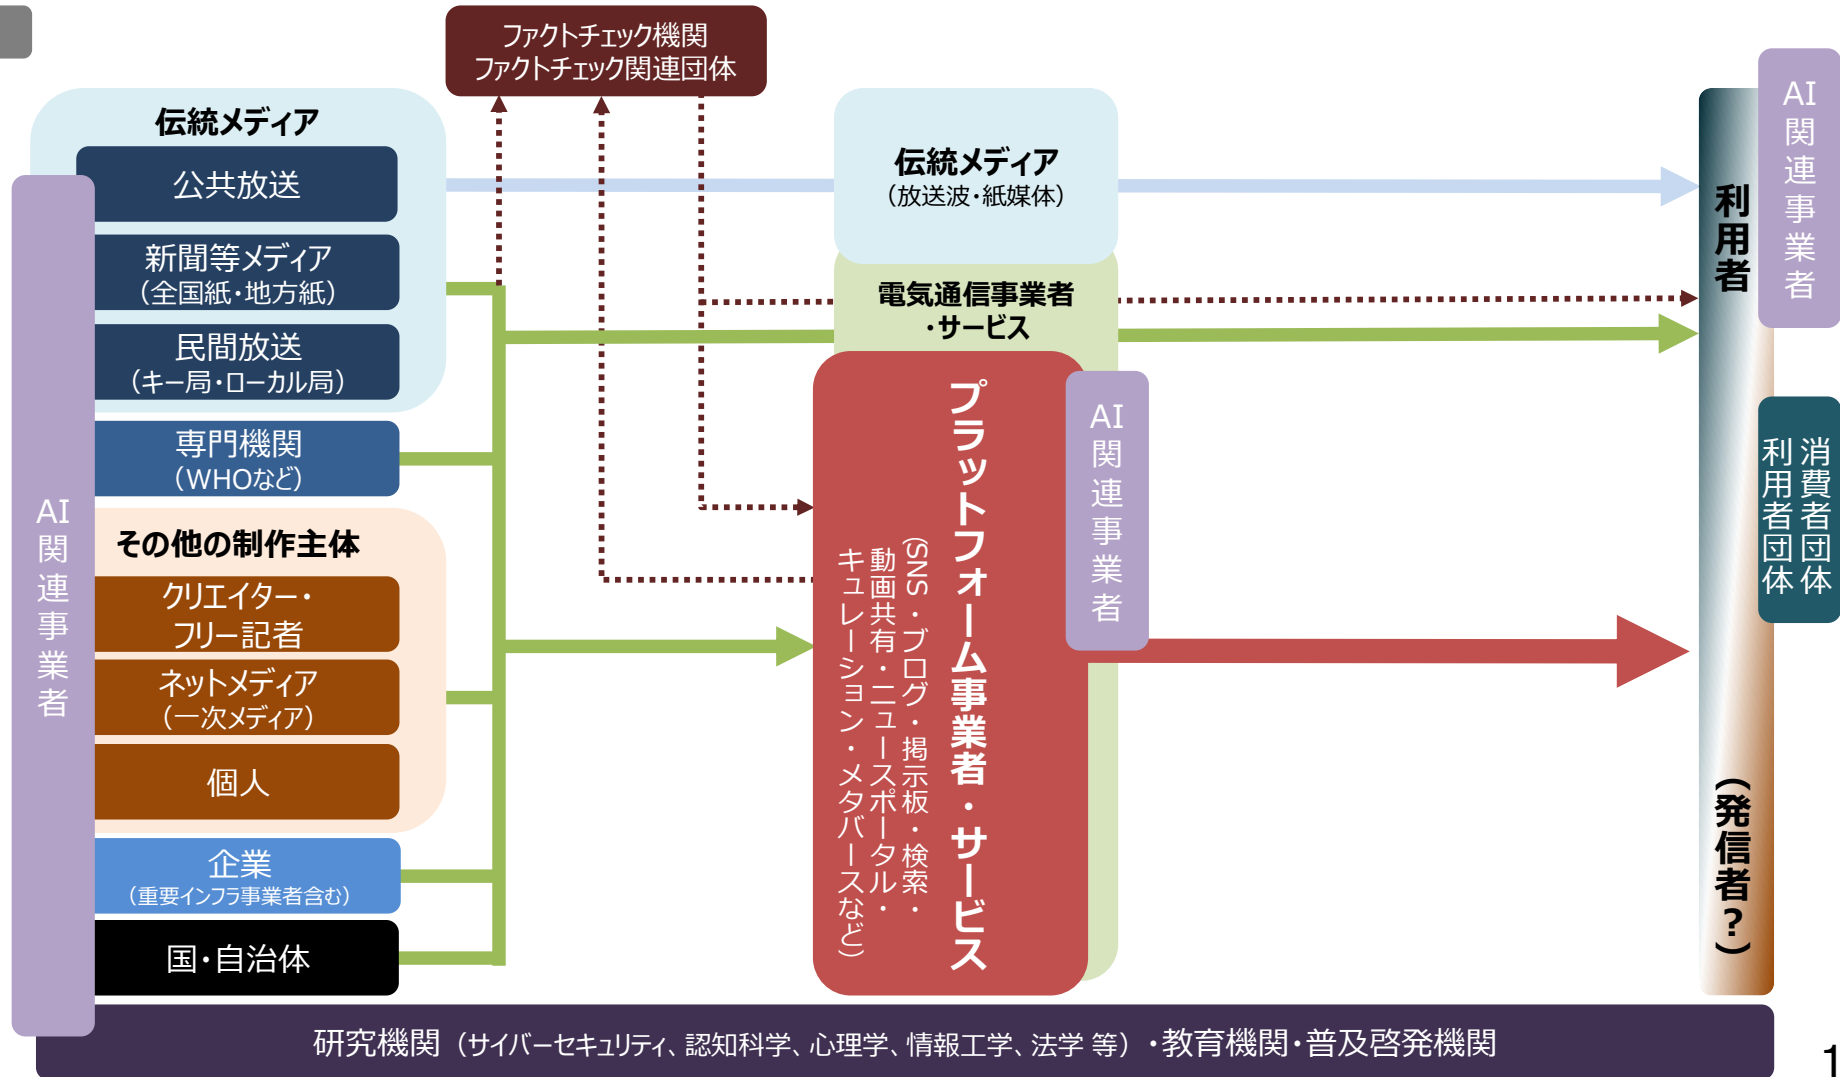 ファクトチェック機関
ファクトチェック関連団体
伝統メディア
公共放送
新聞等メディア
（全国紙・地方紙）
民間放送
（キー局・ローカル局）
専門機関
（WHOなど）
その他の制作主体
クリエイター・
フリー記者
ネットメディア
（一次メディア）
個人
企業
（重要インフラ事業者含む）
国・自治体
AI関連事業者
伝統メディア
（放送波・紙媒体）
電気通信事業者
・サービス
プラットフォーム事業者・サービス
(SNS・ブログ・掲示板・検索・
動画共有・ニュースポータル・
キュレーション・メタバースなど)
AI関連事業者
利用者
（発信者？）
AI関連事業者
消費者団体
利用者団体
研究機関（サイバーセキュリティ、認知科学、心理学、情報工学、法学 等）・教育機関・普及啓発機関
1